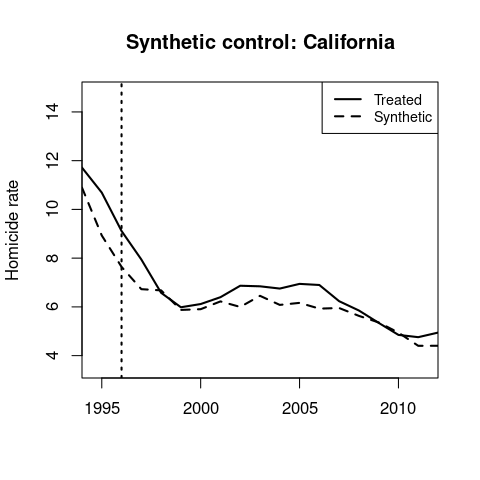 Synthetic control: California
Treated
Synthetic
Homicide rate
14
12
10
8
6
4
1995 2000 2005 2010